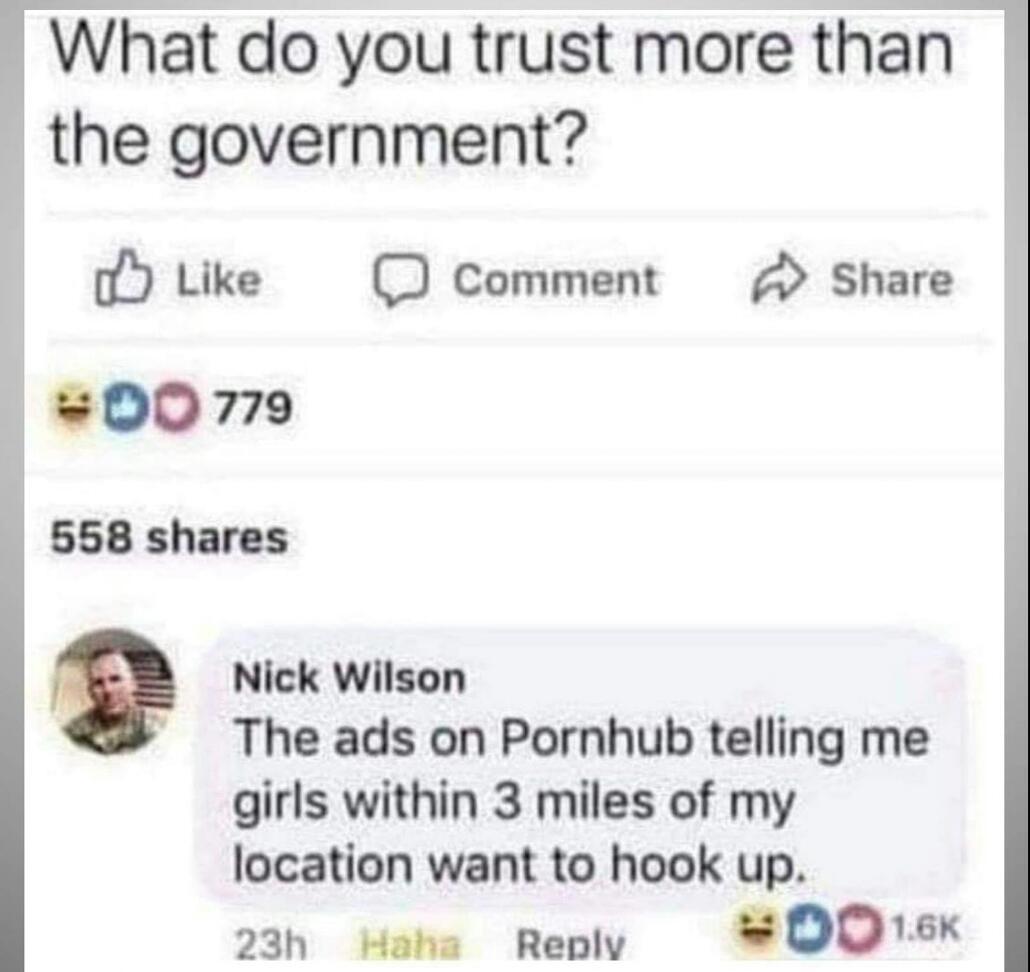 What do you trust more than
the government?
Like Comment Share
779
558 shares
Nick Wilson
The ads on Pornhub telling me
girls within 3 miles of my
location want to hook up.
23h Haha Reply 1.6K